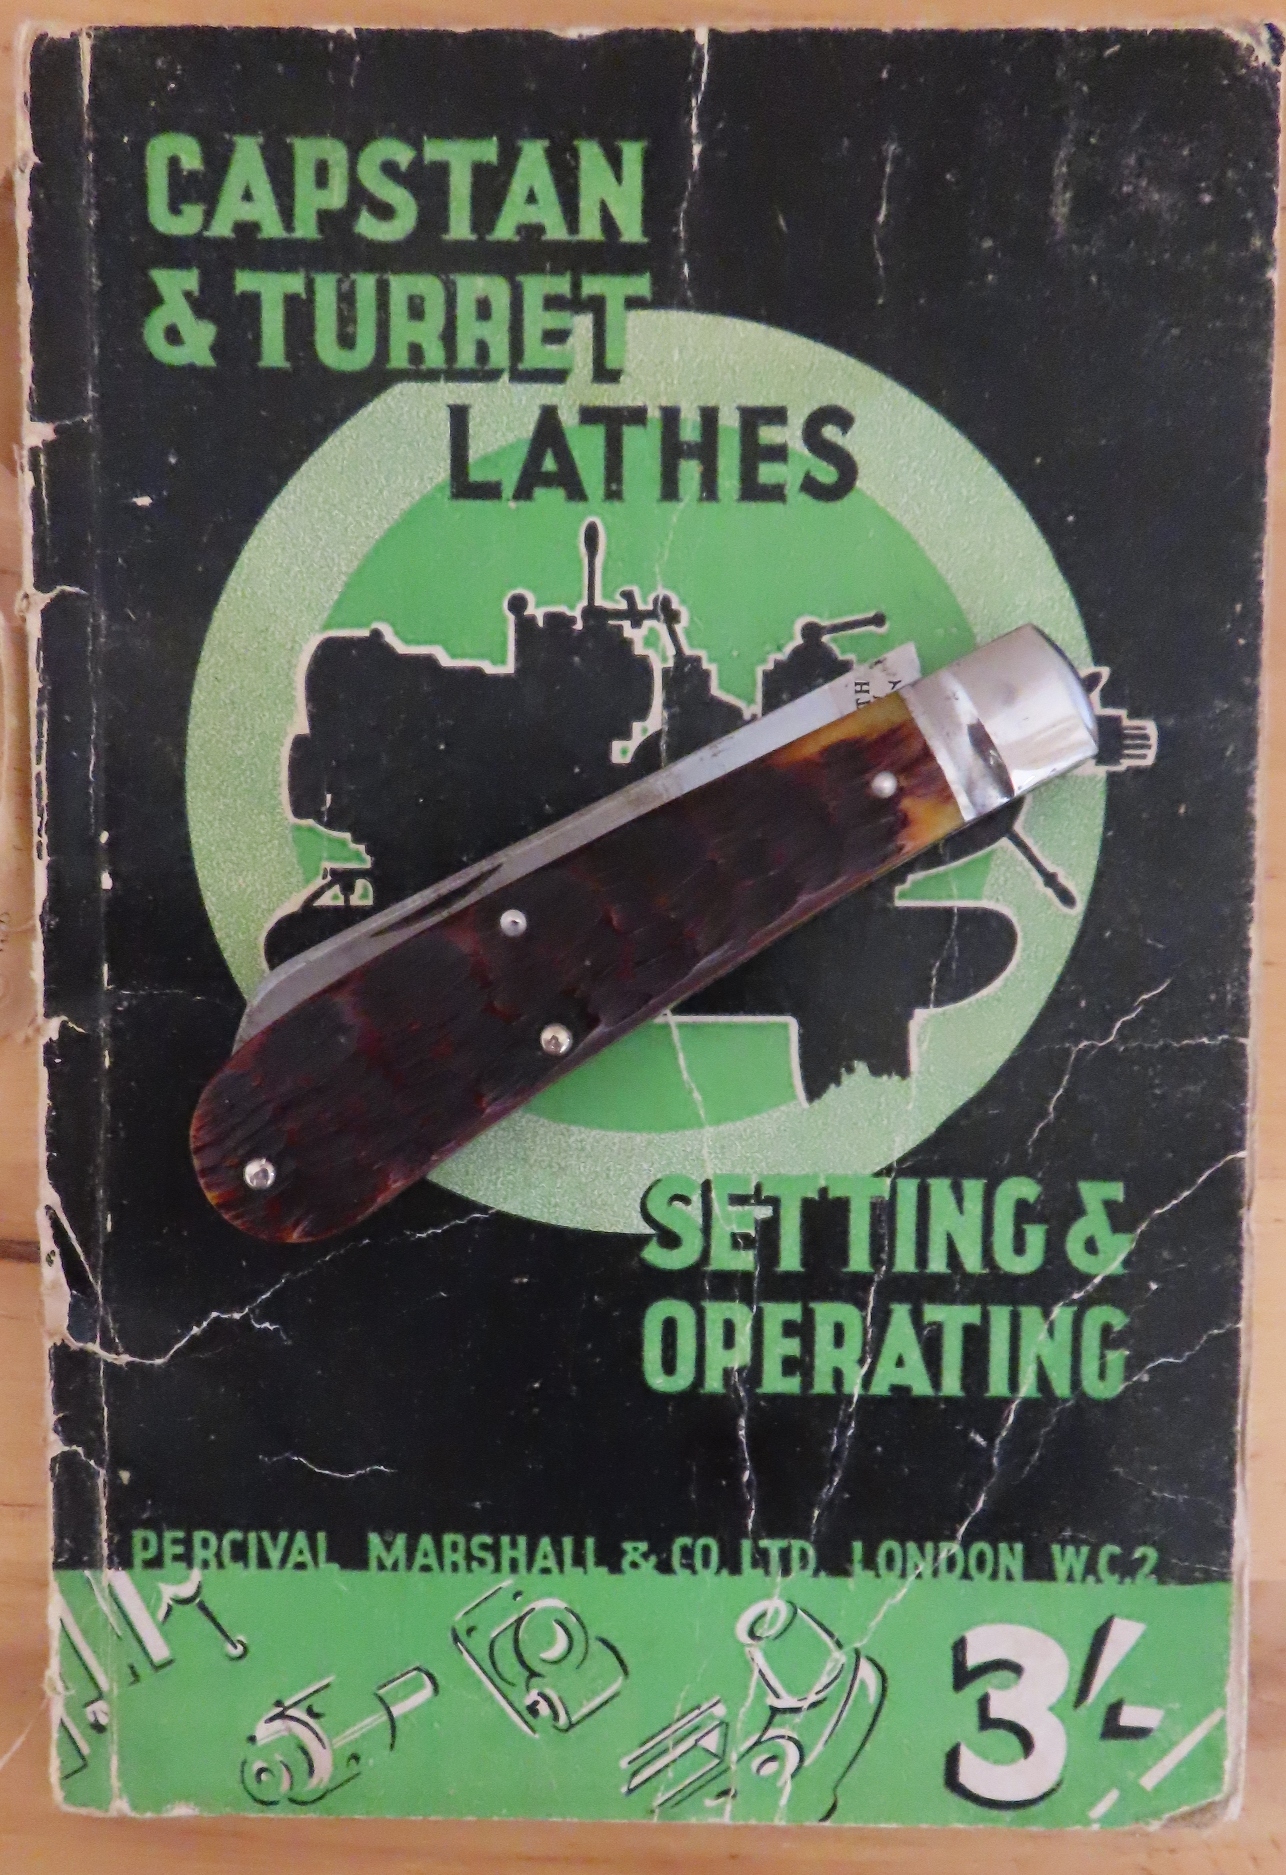 CAPSTAN
& TURRET
LATHES
SETTING &
OPERATING
PERCIVAL MARSHALL & CO. LTD. LONDON W.C.2
3/-